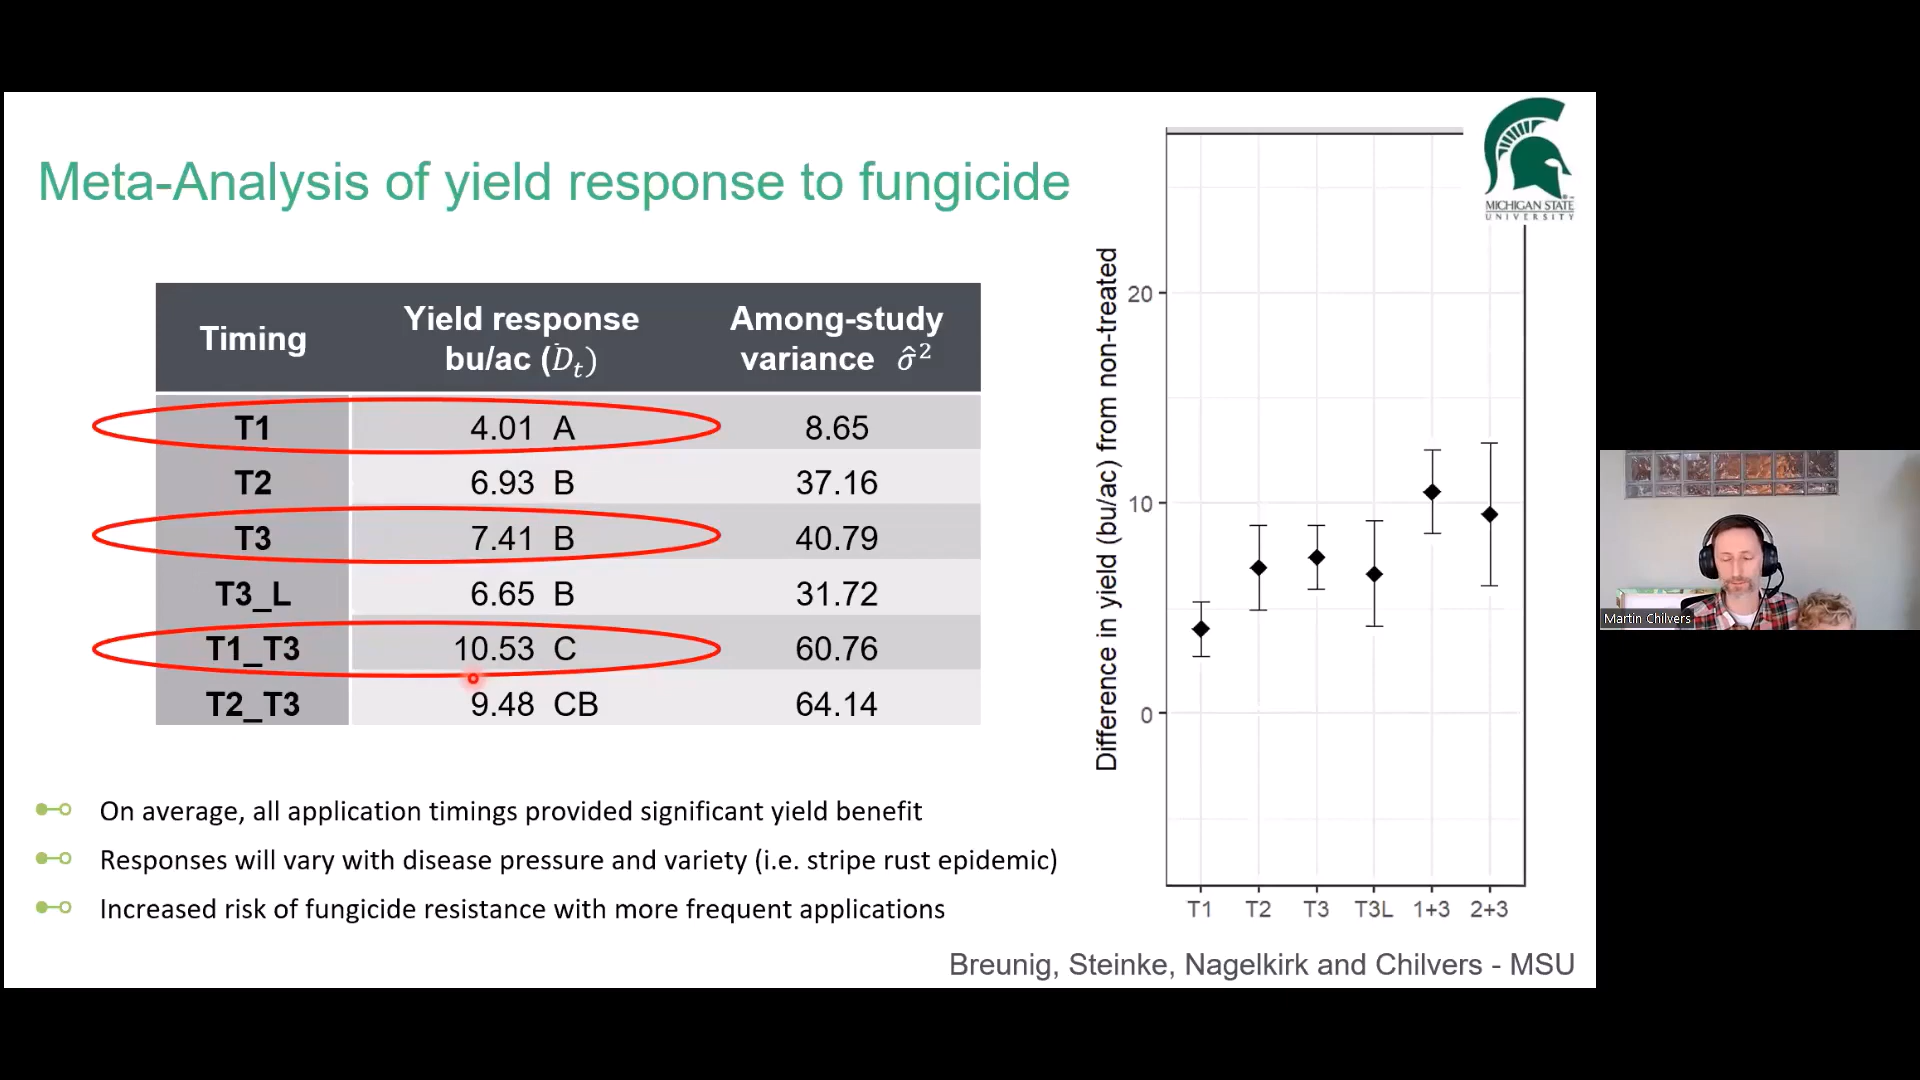 Meta-Analysis of yield response to fungicide
MICHIGAN STATE
UNIVERSITY
Timing
Yield response
bu/ac (Ḋₜ)
Among-study
variance σ̂²
T1 4.01 A 8.65
T2 6.93 B 37.16
T3 7.41 B 40.79
T3_L 6.65 B 31.72
T1_T3 10.53 C 60.76
T2_T3 9.48 CB 64.14
On average, all application timings provided significant yield benefit
Responses will vary with disease pressure and variety (i.e. stripe rust epidemic)
Increased risk of fungicide resistance with more frequent applications
Difference in yield (bu/ac) from non-treated
20
10
0
T1 T2 T3 T3L 1+3 2+3
Breunig, Steinke, Nagelkirk and Chilvers - MSU
Martin Chilvers